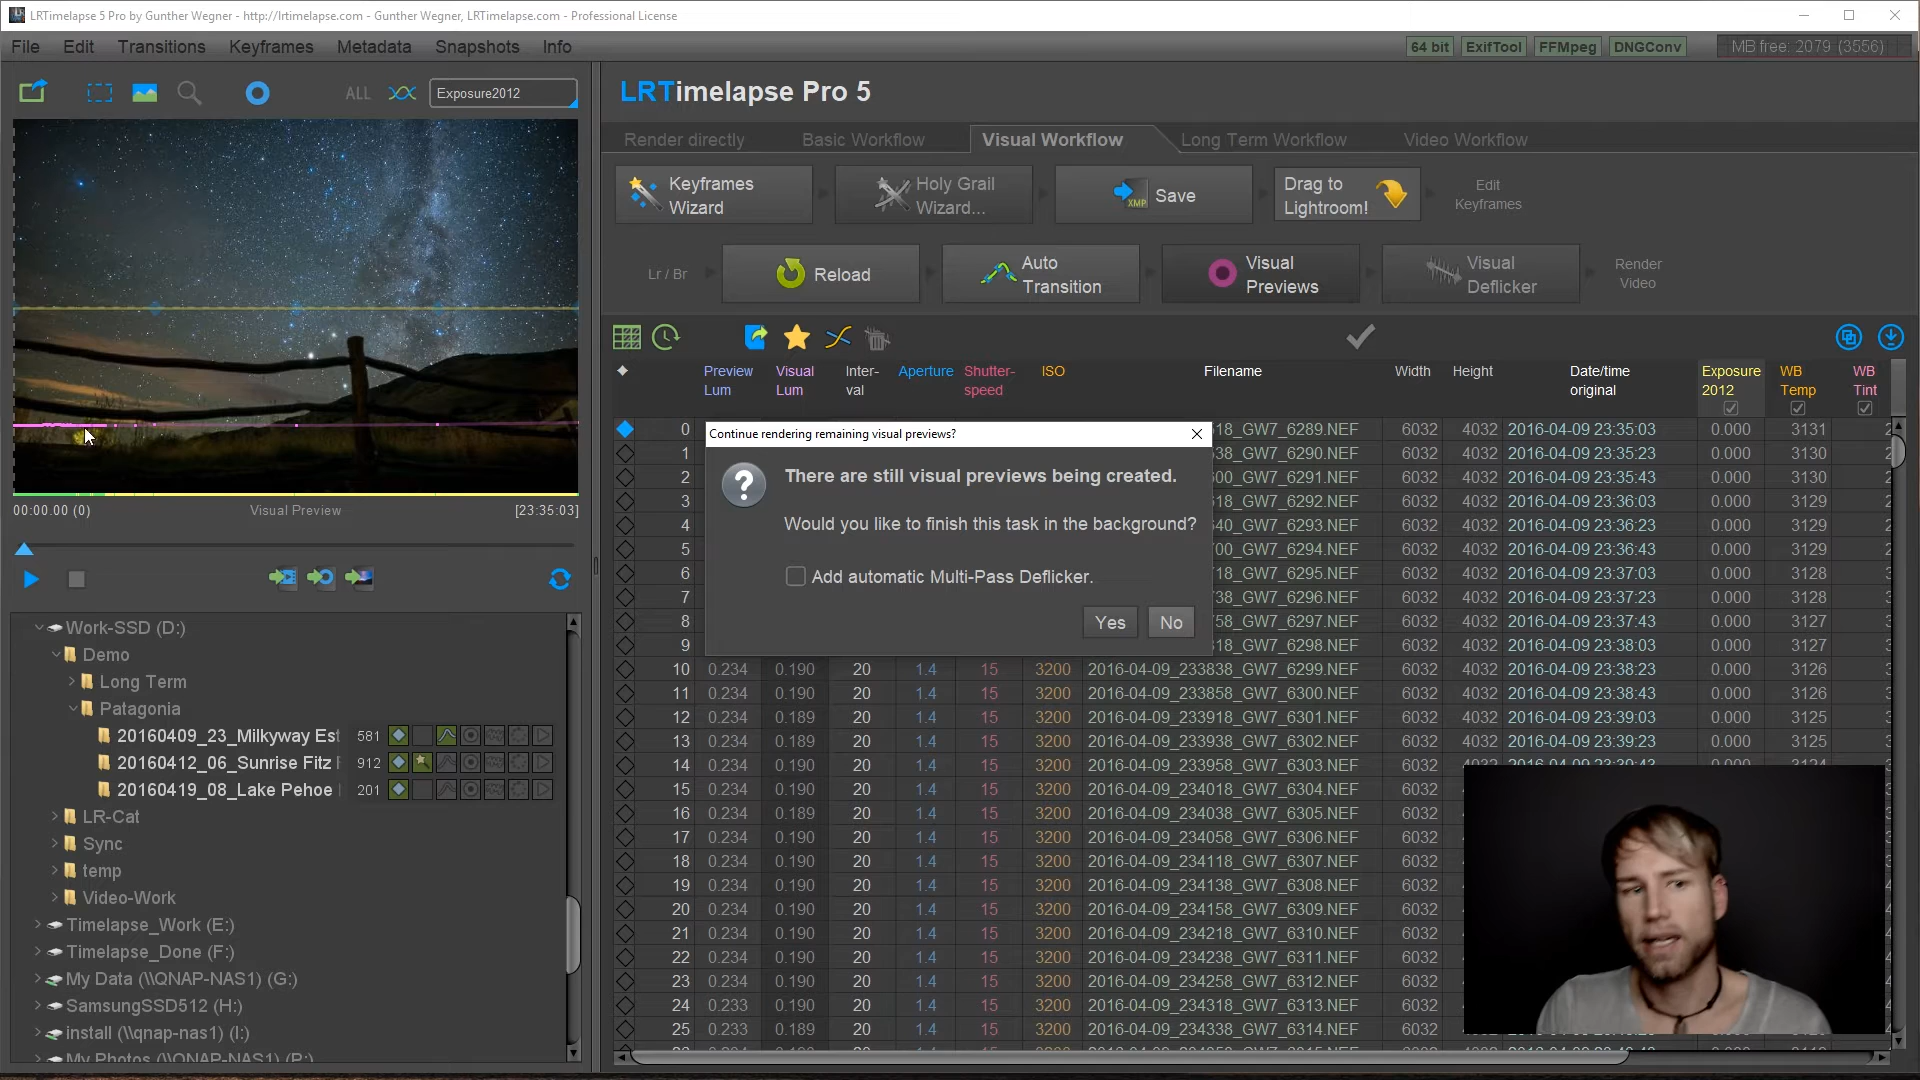 LRTimelapse 5 Pro by Gunther Wegner - http://lrtimelapse.com - Gunther Wegner, LRTimelapse.com - Professional License
File Edit Transitions Keyframes Metadata Snapshots Info
64 bit ExifTool FFMpeg DNGConv MB free: 2079 (3556)
ALL Exposure2012
LRTimelapse Pro 5
Render directly Basic Workflow Visual Workflow Long Term Workflow Video Workflow
Keyframes Wizard Holy Grail Wizard... Save Drag to Lightroom! Edit Keyframes
XMP
Lr / Br Reload Auto Transition Visual Previews Visual Deflicker Render Video
Preview Lum Visual Lum Inter-val Aperture Shutter-speed ISO Filename Width Height Date/time original Exposure 2012 WB Temp WB Tint
00:00.00 (0) Visual Preview [23:35:03]
Work-SSD (D:)
Demo
Long Term
Patagonia
20160409_23_Milkyway Est 581
20160412_06_Sunrise Fitz 912
20160419_08_Lake Pehoe 201
LR-Cat
Sync
temp
Video-Work
Timelapse_Work (E:)
Timelapse_Done (F:)
My Data (\\QNAP-NAS1) (G:)
SamsungSSD512 (H:)
install (\\qnap-nas1) (I:)
My Photos (\\QNAP-NAS1) (P:)
Continue rendering remaining visual previews?
There are still visual previews being created.
Would you like to finish this task in the background?
Add automatic Multi-Pass Deflicker.
Yes No
0 18_GW7_6289.NEF 6032 4032 2016-04-09 23:35:03 0.000 3131
1 38_GW7_6290.NEF 6032 4032 2016-04-09 23:35:23 0.000 3130
2 00_GW7_6291.NEF 6032 4032 2016-04-09 23:35:43 0.000 3130
3 18_GW7_6292.NEF 6032 4032 2016-04-09 23:36:03 0.000 3129
4 40_GW7_6293.NEF 6032 4032 2016-04-09 23:36:23 0.000 3129
5 00_GW7_6294.NEF 6032 4032 2016-04-09 23:36:43 0.000 3129
6 18_GW7_6295.NEF 6032 4032 2016-04-09 23:37:03 0.000 3128
7 38_GW7_6296.NEF 6032 4032 2016-04-09 23:37:23 0.000 3128
8 58_GW7_6297.NEF 6032 4032 2016-04-09 23:37:43 0.000 3127
9 18_GW7_6298.NEF 6032 4032 2016-04-09 23:38:03 0.000 3127
10 0.234 0.190 20 1.4 15 3200 2016-04-09_233838_GW7_6299.NEF 6032 4032 2016-04-09 23:38:23 0.000 3126
11 0.234 0.190 20 1.4 15 3200 2016-04-09_233858_GW7_6300.NEF 6032 4032 2016-04-09 23:38:43 0.000 3126
12 0.234 0.189 20 1.4 15 3200 2016-04-09_233918_GW7_6301.NEF 6032 4032 2016-04-09 23:39:03 0.000 3125
13 0.234 0.189 20 1.4 15 3200 2016-04-09_233938_GW7_6302.NEF 6032 4032 2016-04-09 23:39:23 0.000 3125
14 0.234 0.190 20 1.4 15 3200 2016-04-09_233958_GW7_6303.NEF 6032 4032 2016-04-09 23:39:43 0.000 3124
15 0.234 0.190 20 1.4 15 3200 2016-04-09_234018_GW7_6304.NEF 6032
16 0.234 0.189 20 1.4 15 3200 2016-04-09_234038_GW7_6305.NEF 6032
17 0.234 0.190 20 1.4 15 3200 2016-04-09_234058_GW7_6306.NEF 6032
18 0.234 0.190 20 1.4 15 3200 2016-04-09_234118_GW7_6307.NEF 6032
19 0.234 0.190 20 1.4 15 3200 2016-04-09_234138_GW7_6308.NEF 6032
20 0.234 0.190 20 1.4 15 3200 2016-04-09_234158_GW7_6309.NEF 6032
21 0.234 0.190 20 1.4 15 3200 2016-04-09_234218_GW7_6310.NEF 6032
22 0.234 0.190 20 1.4 15 3200 2016-04-09_234238_GW7_6311.NEF 6032
23 0.234 0.190 20 1.4 15 3200 2016-04-09_234258_GW7_6312.NEF 6032
24 0.233 0.190 20 1.4 15 3200 2016-04-09_234318_GW7_6313.NEF 6032
25 0.233 0.189 20 1.4 15 3200 2016-04-09_234338_GW7_6314.NEF 6032